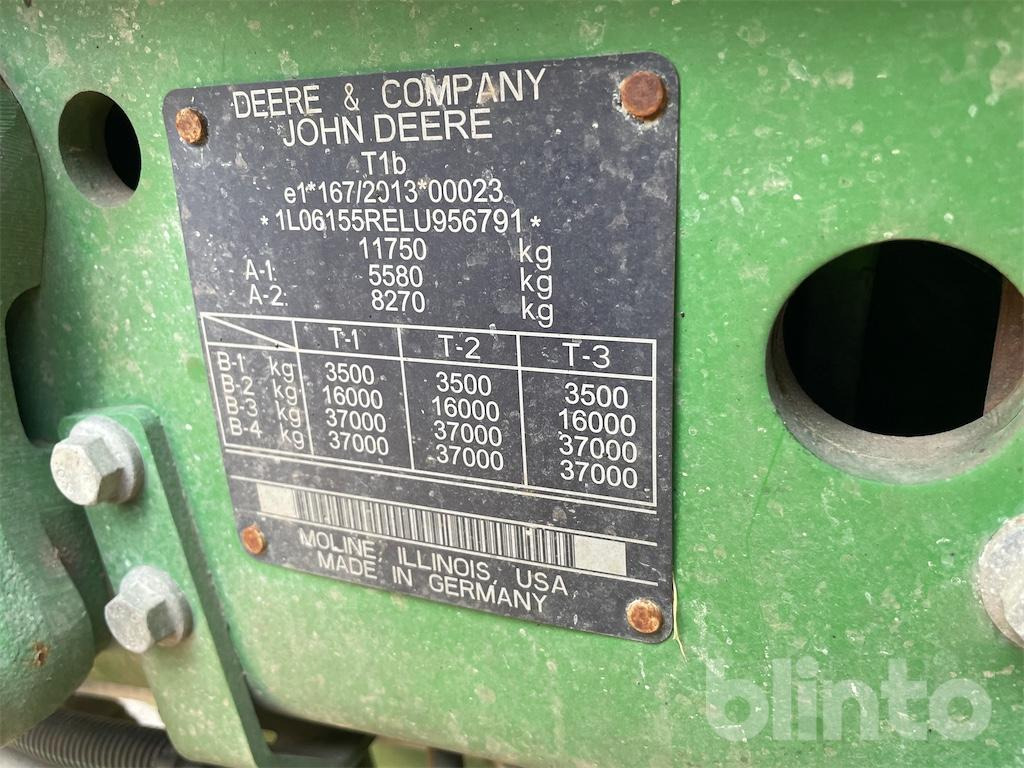 DEERE & COMPANY
JOHN DEERE
T1b
e1*167/2013*00023
*1L06155RELU956791*
11750 kg
A-1: 5580 kg
A-2: 8270 kg
T-1 T-2 T-3
B-1 kg 3500 3500 3500
B-2 kg 16000 16000 16000
B-3 kg 37000 37000 37000
B-4 kg 37000 37000 37000
MOLINE, ILLINOIS, USA
MADE IN GERMANY
blinto